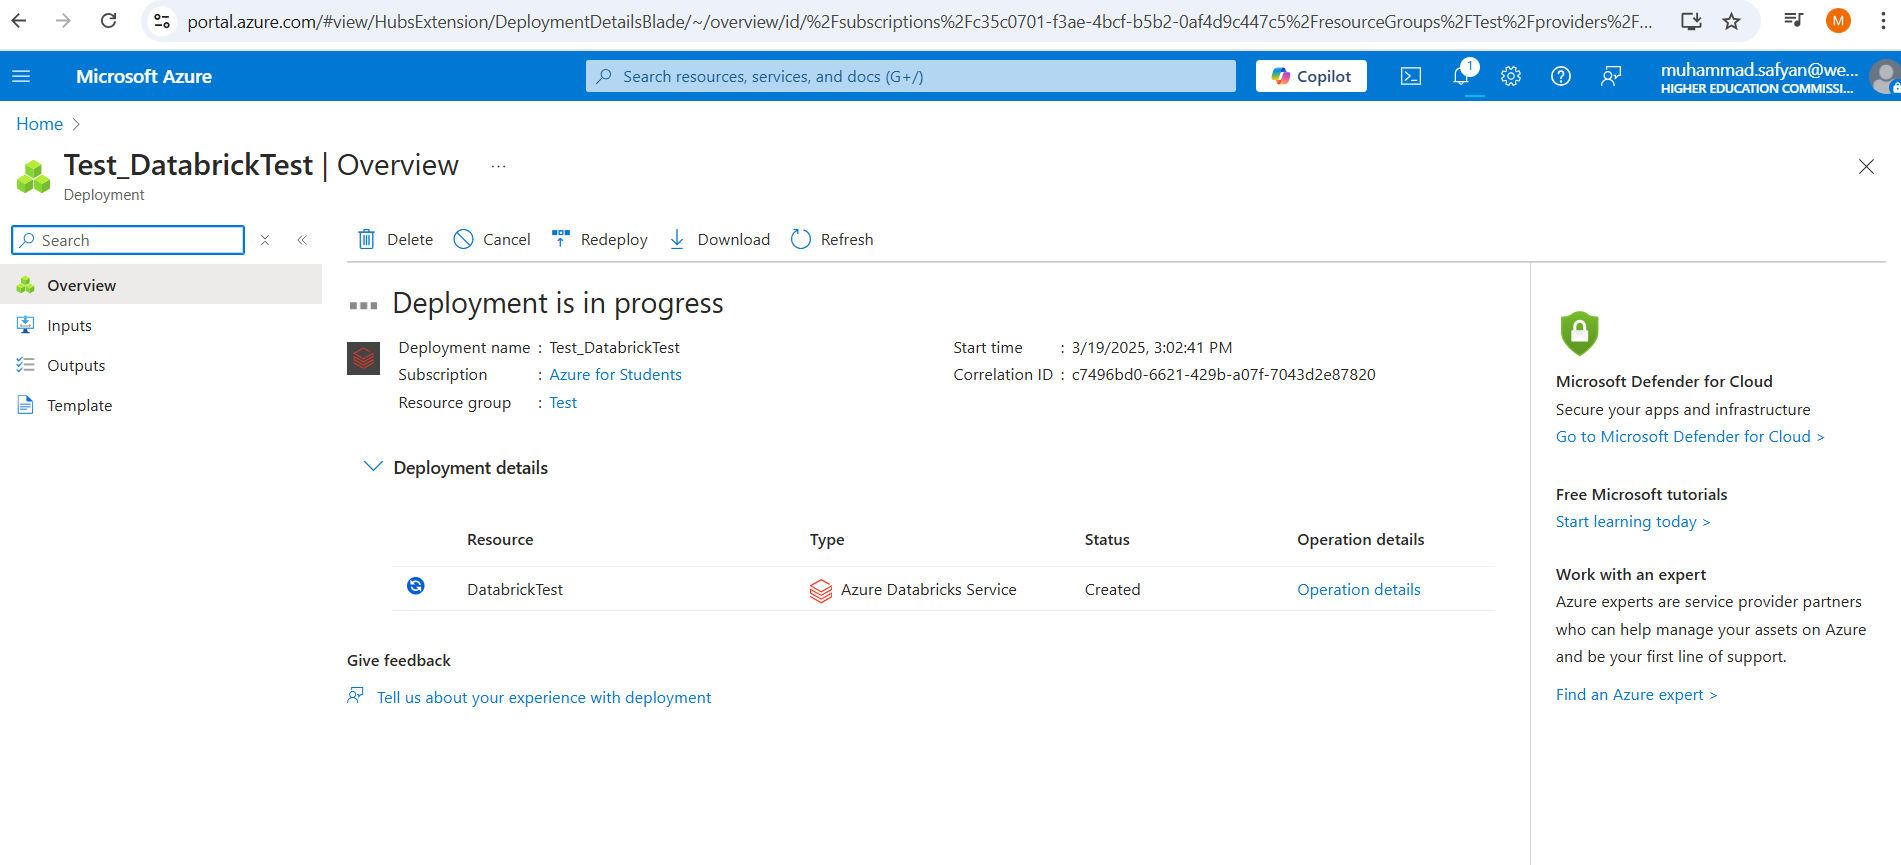 portal.azure.com/#view/HubsExtension/DeploymentDetailsBlade/~/overview/id/%2Fsubscriptions%2Fc35c0701-f3ae-4bcf-b5b2-0af4d9c447c5%2FresourceGroups%2FTest%2Fproviders%2F...
M
Microsoft Azure
Search resources, services, and docs (G+/)
Copilot
1
muhammad.safyan@we...
HIGHER EDUCATION COMMISSI...
Home
Test_DatabrickTest | Overview ...
Deployment
Search
Overview
Inputs
Outputs
Template
Delete Cancel Redeploy Download Refresh
Deployment is in progress
Deployment name : Test_DatabrickTest
Subscription : Azure for Students
Resource group : Test
Start time : 3/19/2025, 3:02:41 PM
Correlation ID : c7496bd0-6621-429b-a07f-7043d2e87820
Deployment details
Resource Type Status Operation details
DatabrickTest Azure Databricks Service Created Operation details
Give feedback
Tell us about your experience with deployment
Microsoft Defender for Cloud
Secure your apps and infrastructure
Go to Microsoft Defender for Cloud >
Free Microsoft tutorials
Start learning today >
Work with an expert
Azure experts are service provider partners
who can help manage your assets on Azure
and be your first line of support.
Find an Azure expert >